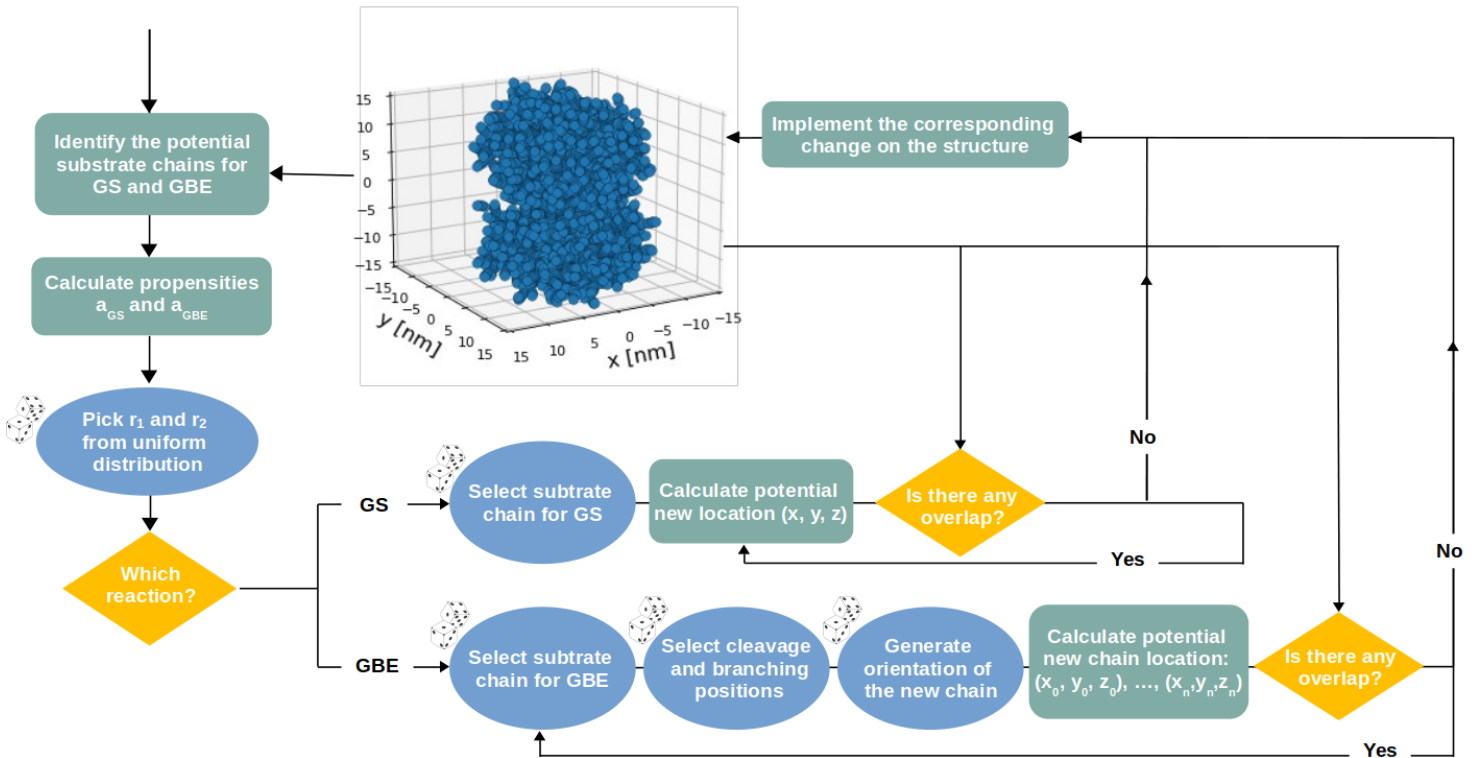 Identify the potential
substrate chains for
GS and GBE
Calculate propensities
a_GS and a_GBE
Pick r₁ and r₂
from uniform
distribution
Which
reaction?
15
10
5
0
−5
−10
−15
−15
−10
−5
0
5
10
15
y [nm]
15
10
5
0
−5
−10
−15
x [nm]
Implement the corresponding
change on the structure
GS
Select subtrate
chain for GS
Calculate potential
new location (x, y, z)
Is there any
overlap?
No
Yes
GBE
Select subtrate
chain for GBE
Select cleavage
and branching
positions
Generate
orientation of
the new chain
Calculate potential
new chain location:
(x₀, y₀, z₀), ..., (xₙ,yₙ,zₙ)
Is there any
overlap?
No
Yes